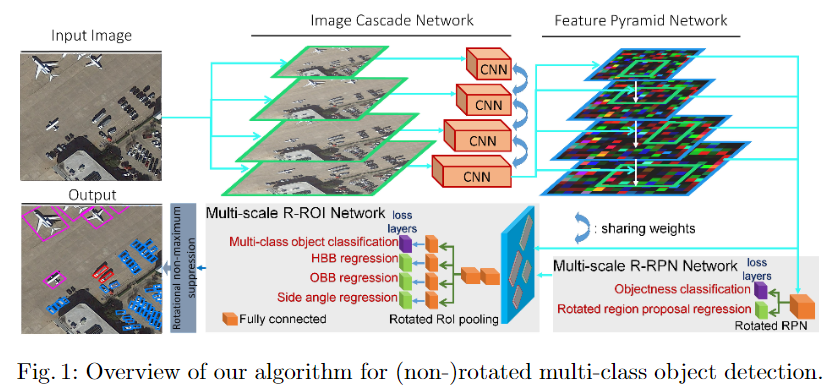 Input Image
Image Cascade Network
Feature Pyramid Network
CNN
CNN
CNN
CNN
Output
Rotational non-maximum
suppression
Multi-scale R-ROI Network
loss
layers
Multi-class object classification
HBB regression
OBB regression
Side angle regression
Fully connected
Rotated RoI pooling
: sharing weights
Multi-scale R-RPN Network
loss
layers
Objectness classification
Rotated region proposal regression
Rotated RPN
Fig. 1: Overview of our algorithm for (non-)rotated multi-class object detection.